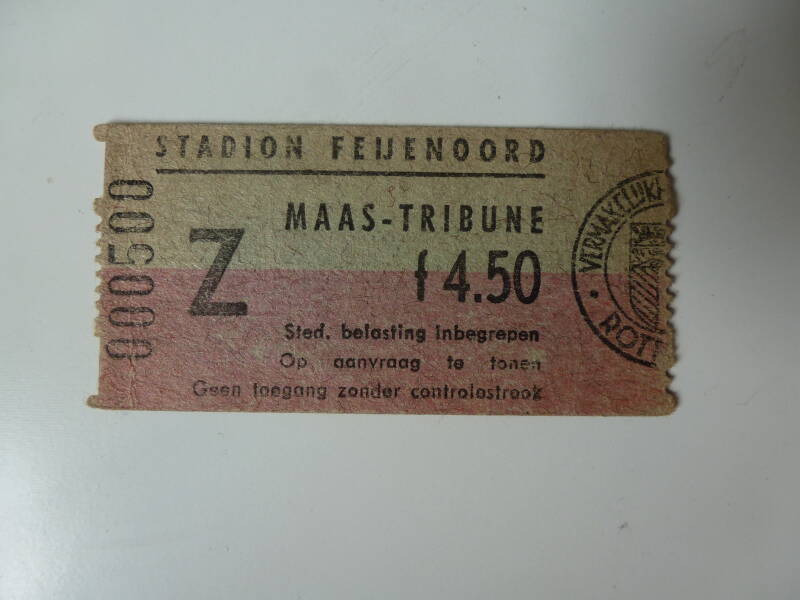 STADION FEIJENOORD
000500
MAAS-TRIBUNE
Z
f 4.50
Sted. belasting inbegrepen
Op aanvraag te tonen
Geen toegang zonder controlestrook
VERMAKELIJKH
ROTT